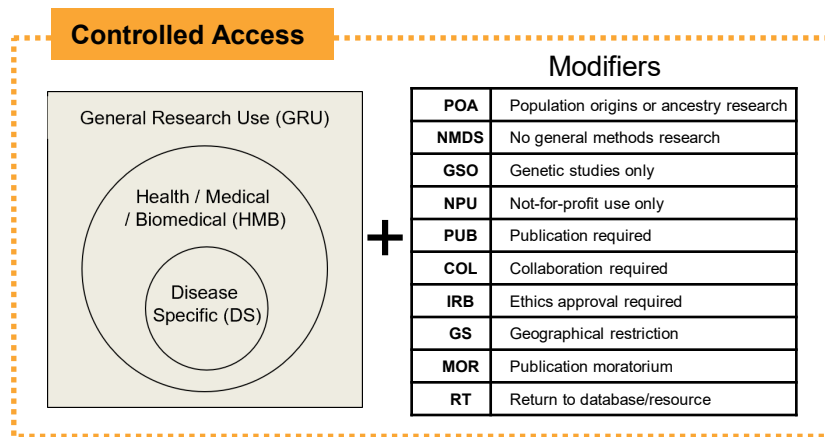 Controlled Access
General Research Use (GRU)
Health / Medical
/ Biomedical (HMB)
Disease
Specific (DS)
+
Modifiers
POA Population origins or ancestry research
NMDS No general methods research
GSO Genetic studies only
NPU Not-for-profit use only
PUB Publication required
COL Collaboration required
IRB Ethics approval required
GS Geographical restriction
MOR Publication moratorium
RT Return to database/resource